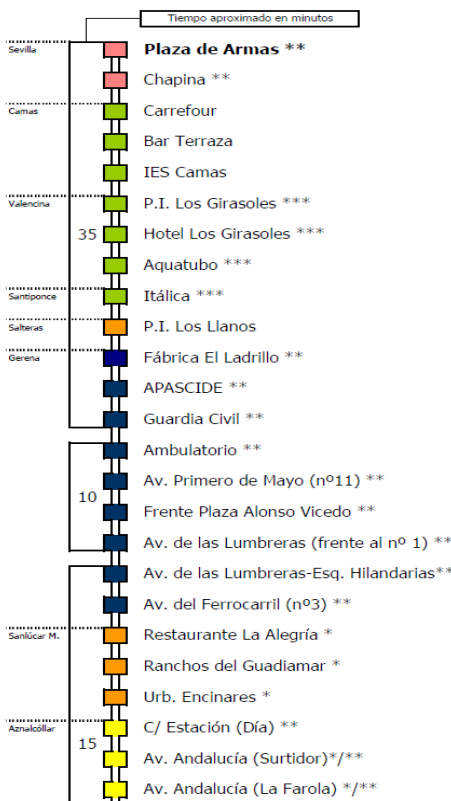 Tiempo aproximado en minutos
Sevilla
Plaza de Armas **
Chapina **
Camas
Carrefour
Bar Terraza
IES Camas
Valencina
P.I. Los Girasoles ***
35
Hotel Los Girasoles ***
Aquatubo ***
Santiponce
Itálica ***
Salteras
P.I. Los Llanos
Gerena
Fábrica El Ladrillo **
APASCIDE **
Guardia Civil **
Ambulatorio **
Av. Primero de Mayo (nº11) **
10
Frente Plaza Alonso Vicedo **
Av. de las Lumbreras (frente al nº 1) **
Av. de las Lumbreras-Esq. Hilandarias**
Av. del Ferrocarril (nº3) **
Sanlúcar M.
Restaurante La Alegría *
Ranchos del Guadiamar *
Urb. Encinares *
Aznalcóllar
C/ Estación (Día) **
15
Av. Andalucía (Surtidor)*/**
Av. Andalucía (La Farola) */**